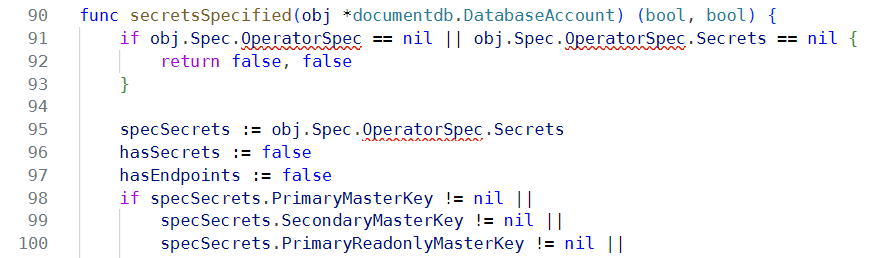 90 func secretsSpecified(obj *documentdb.DatabaseAccount) (bool, bool) {
91 if obj.Spec.OperatorSpec == nil || obj.Spec.OperatorSpec.Secrets == nil {
92 return false, false
93 }
94
95 specSecrets := obj.Spec.OperatorSpec.Secrets
96 hasSecrets := false
97 hasEndpoints := false
98 if specSecrets.PrimaryMasterKey != nil ||
99 specSecrets.SecondaryMasterKey != nil ||
100 specSecrets.PrimaryReadonlyMasterKey != nil ||